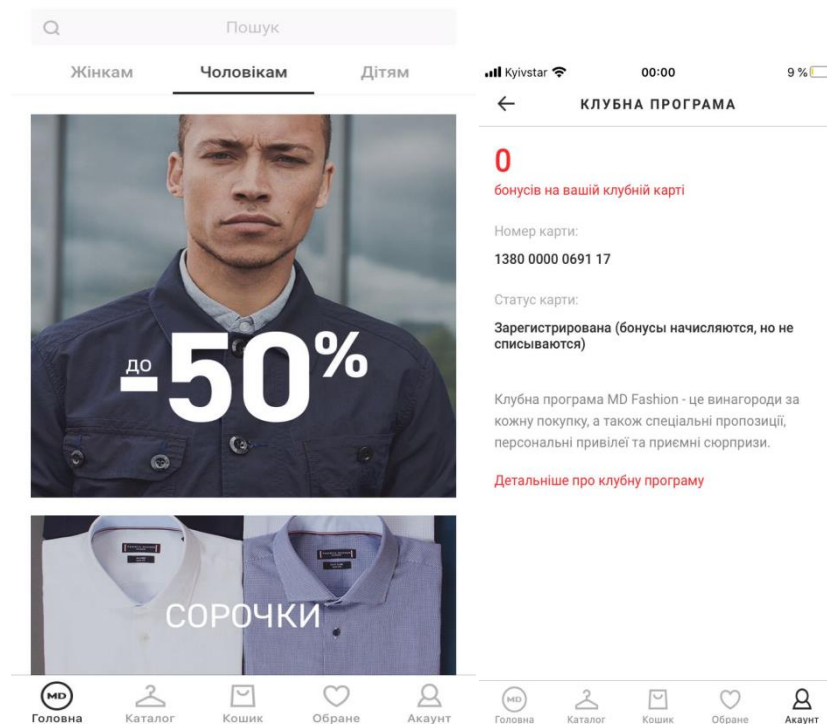 Пошук
Жінкам Чоловікам Дітям
до
-50%
СОРОЧКИ
MD
Головна Каталог Кошик Обране Акаунт
Kyivstar 00:00 9 %
КЛУБНА ПРОГРАМА
0
бонусів на вашій клубній карті
Номер карти:
1380 0000 0691 17
Статус карти:
Зарегистрирована (бонусы начисляются, но не
списываются)
Клубна програма MD Fashion - це винагороди за
кожну покупку, а також спеціальні пропозиції,
персональні привілеї та приємні сюрпризи.
Детальніше про клубну програму
MD
Головна Каталог Кошик Обране Акаунт